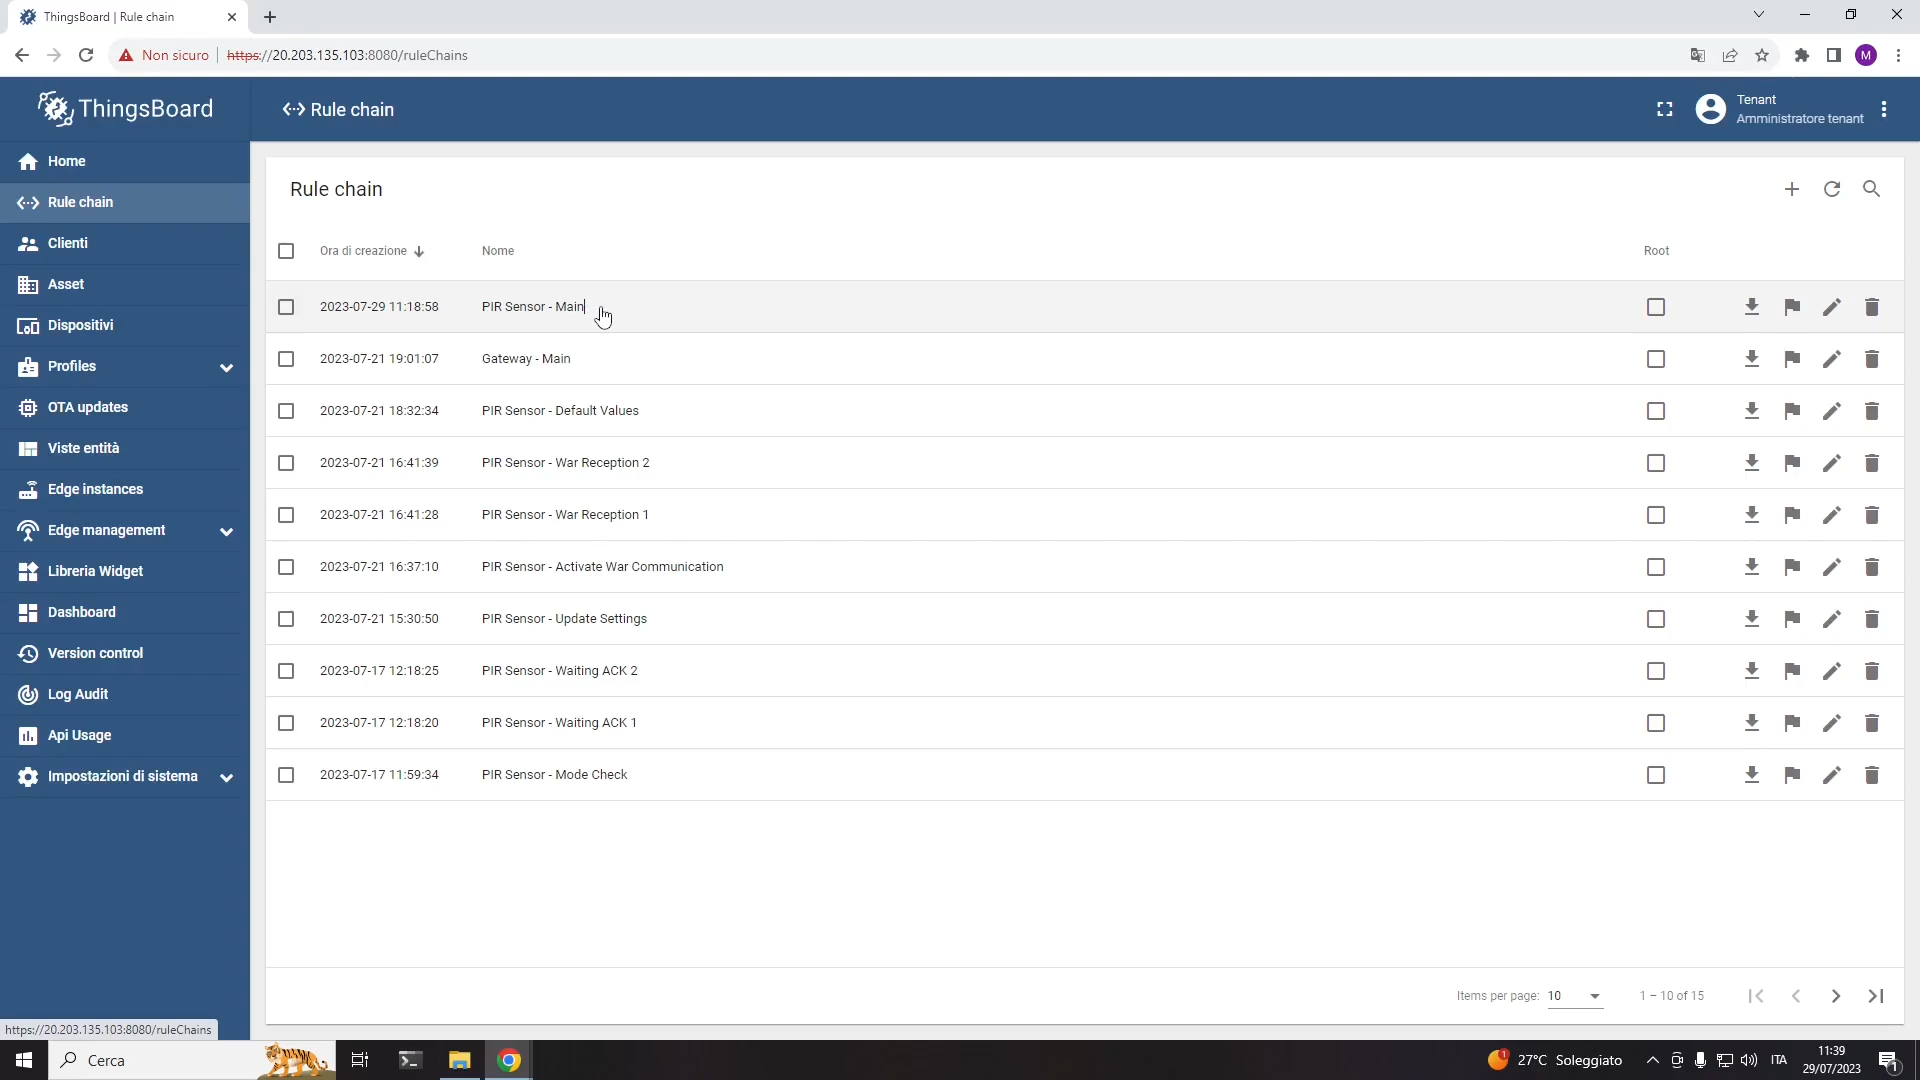 ThingsBoard | Rule chain
Non sicuro
https://20.203.135.103:8080/ruleChains
M
ThingsBoard
Rule chain
Tenant
Amministratore tenant
Home
Rule chain
Clienti
Asset
Dispositivi
Profiles
OTA updates
Viste entità
Edge instances
Edge management
Libreria Widget
Dashboard
Version control
Log Audit
Api Usage
Impostazioni di sistema
Rule chain
Ora di creazione Nome Root
2023-07-29 11:18:58 PIR Sensor - Main
2023-07-21 19:01:07 Gateway - Main
2023-07-21 18:32:34 PIR Sensor - Default Values
2023-07-21 16:41:39 PIR Sensor - War Reception 2
2023-07-21 16:41:28 PIR Sensor - War Reception 1
2023-07-21 16:37:10 PIR Sensor - Activate War Communication
2023-07-21 15:30:50 PIR Sensor - Update Settings
2023-07-17 12:18:25 PIR Sensor - Waiting ACK 2
2023-07-17 12:18:20 PIR Sensor - Waiting ACK 1
2023-07-17 11:59:34 PIR Sensor - Mode Check
Items per page: 10 1 – 10 of 15
https://20.203.135.103:8080/ruleChains
Cerca
1
27°C Soleggiato
ITA
11:39
29/07/2023
1